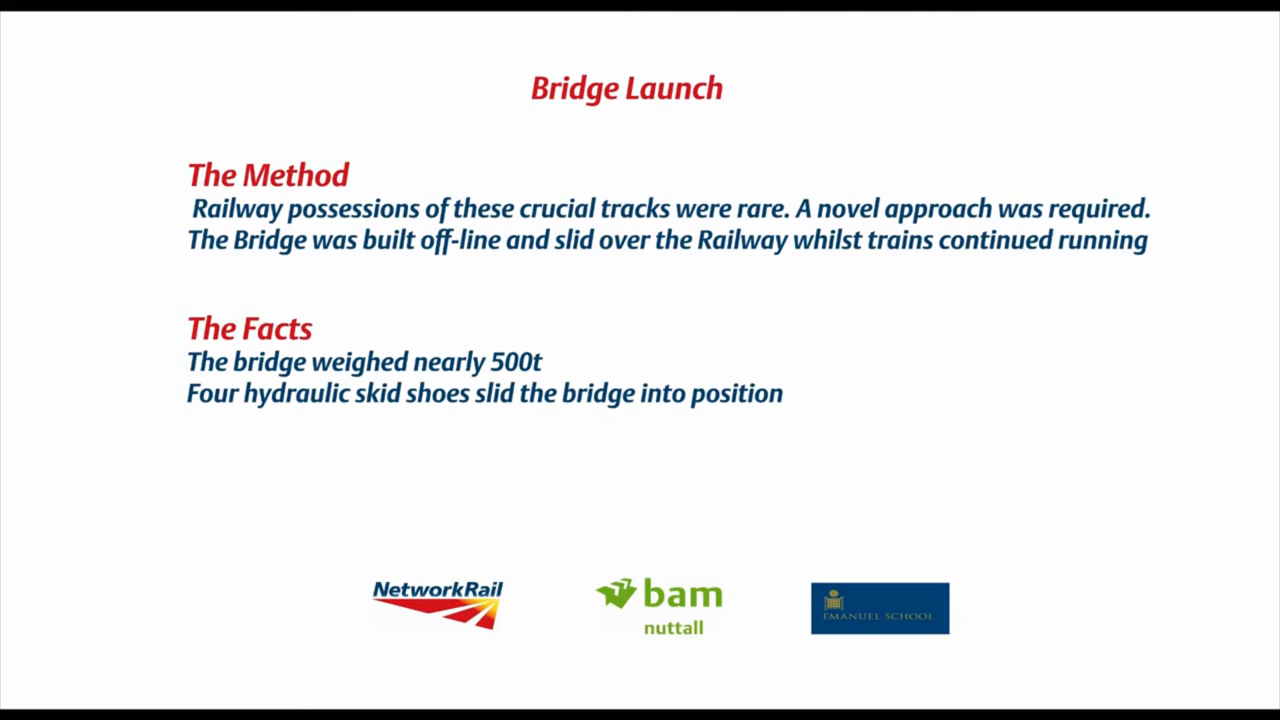 Bridge Launch
The Method
Railway possessions of these crucial tracks were rare. A novel approach was required.
The Bridge was built off-line and slid over the Railway whilst trains continued running
The Facts
The bridge weighed nearly 500t
Four hydraulic skid shoes slid the bridge into position
NetworkRail
bam
nuttall
EMANUEL SCHOOL